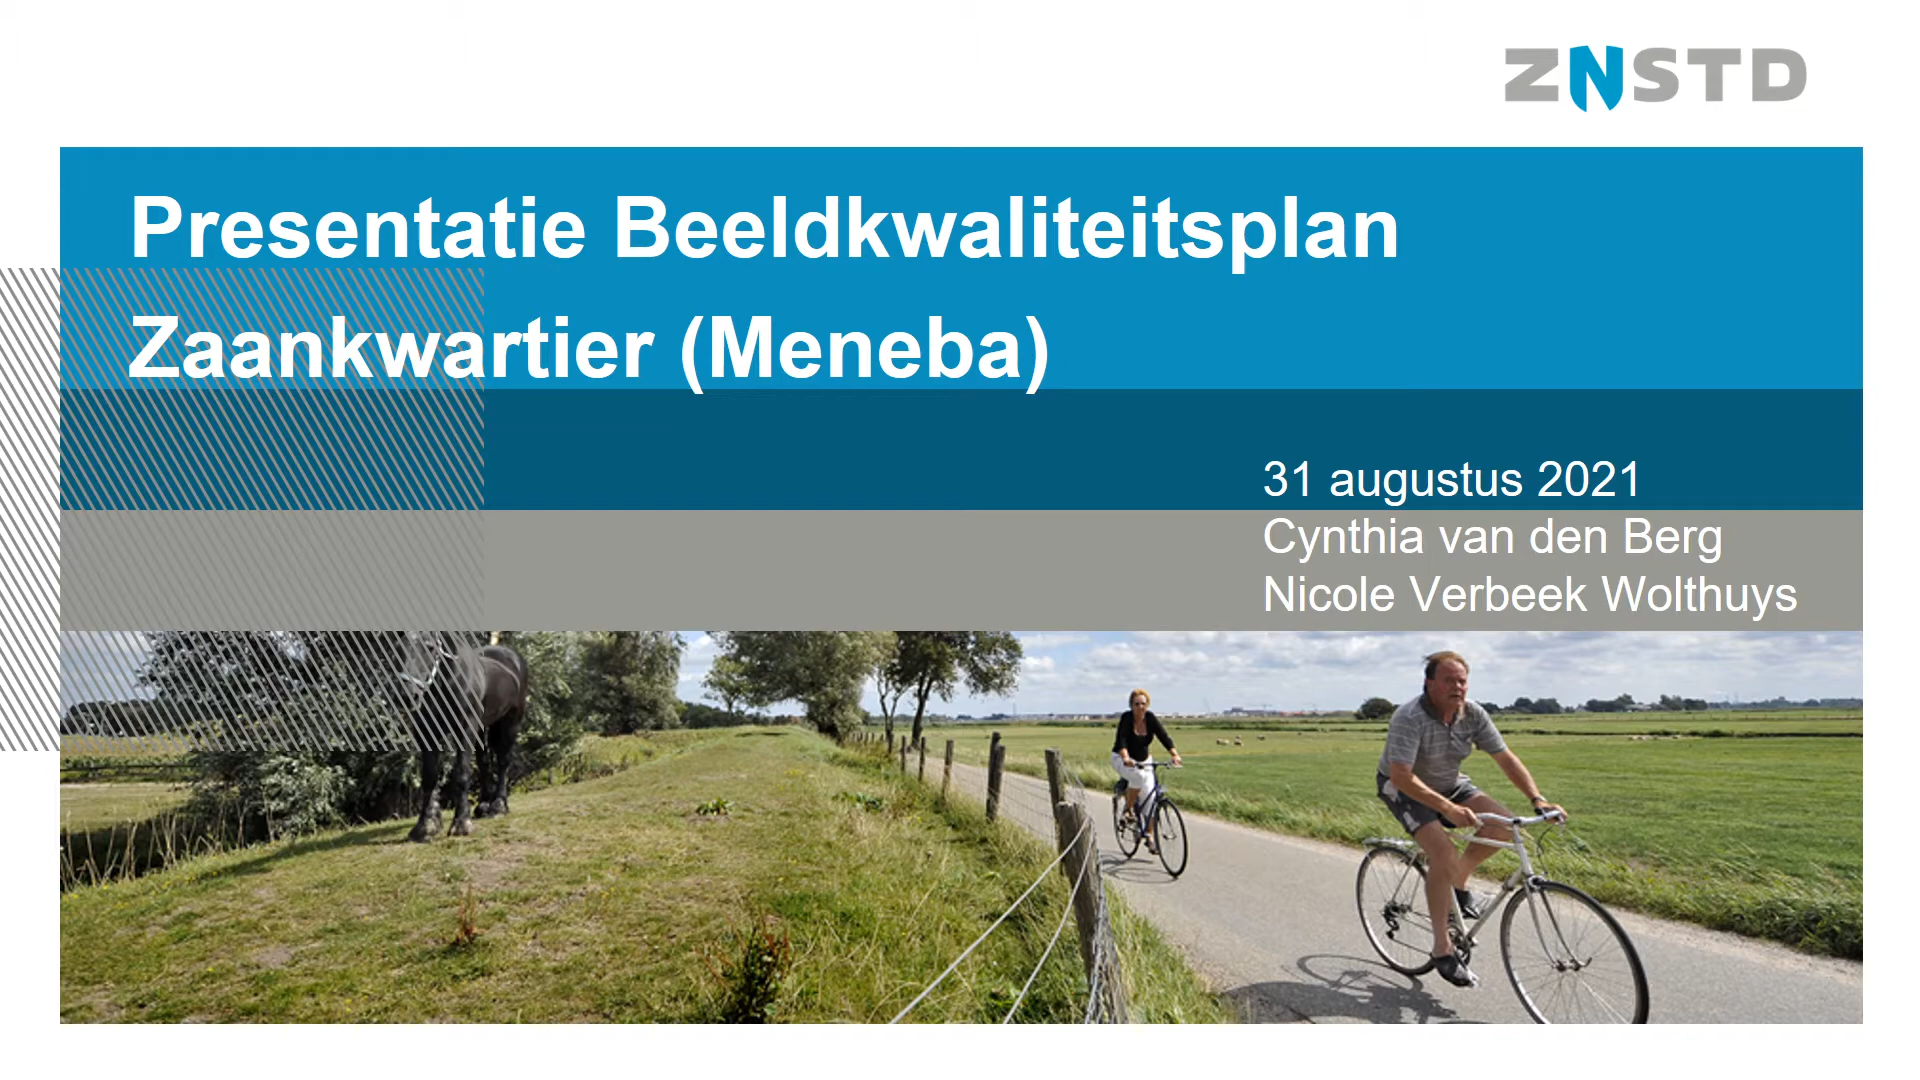 ZNSTD
Presentatie Beeldkwaliteitsplan
Zaankwartier (Meneba)
31 augustus 2021
Cynthia van den Berg
Nicole Verbeek Wolthuys